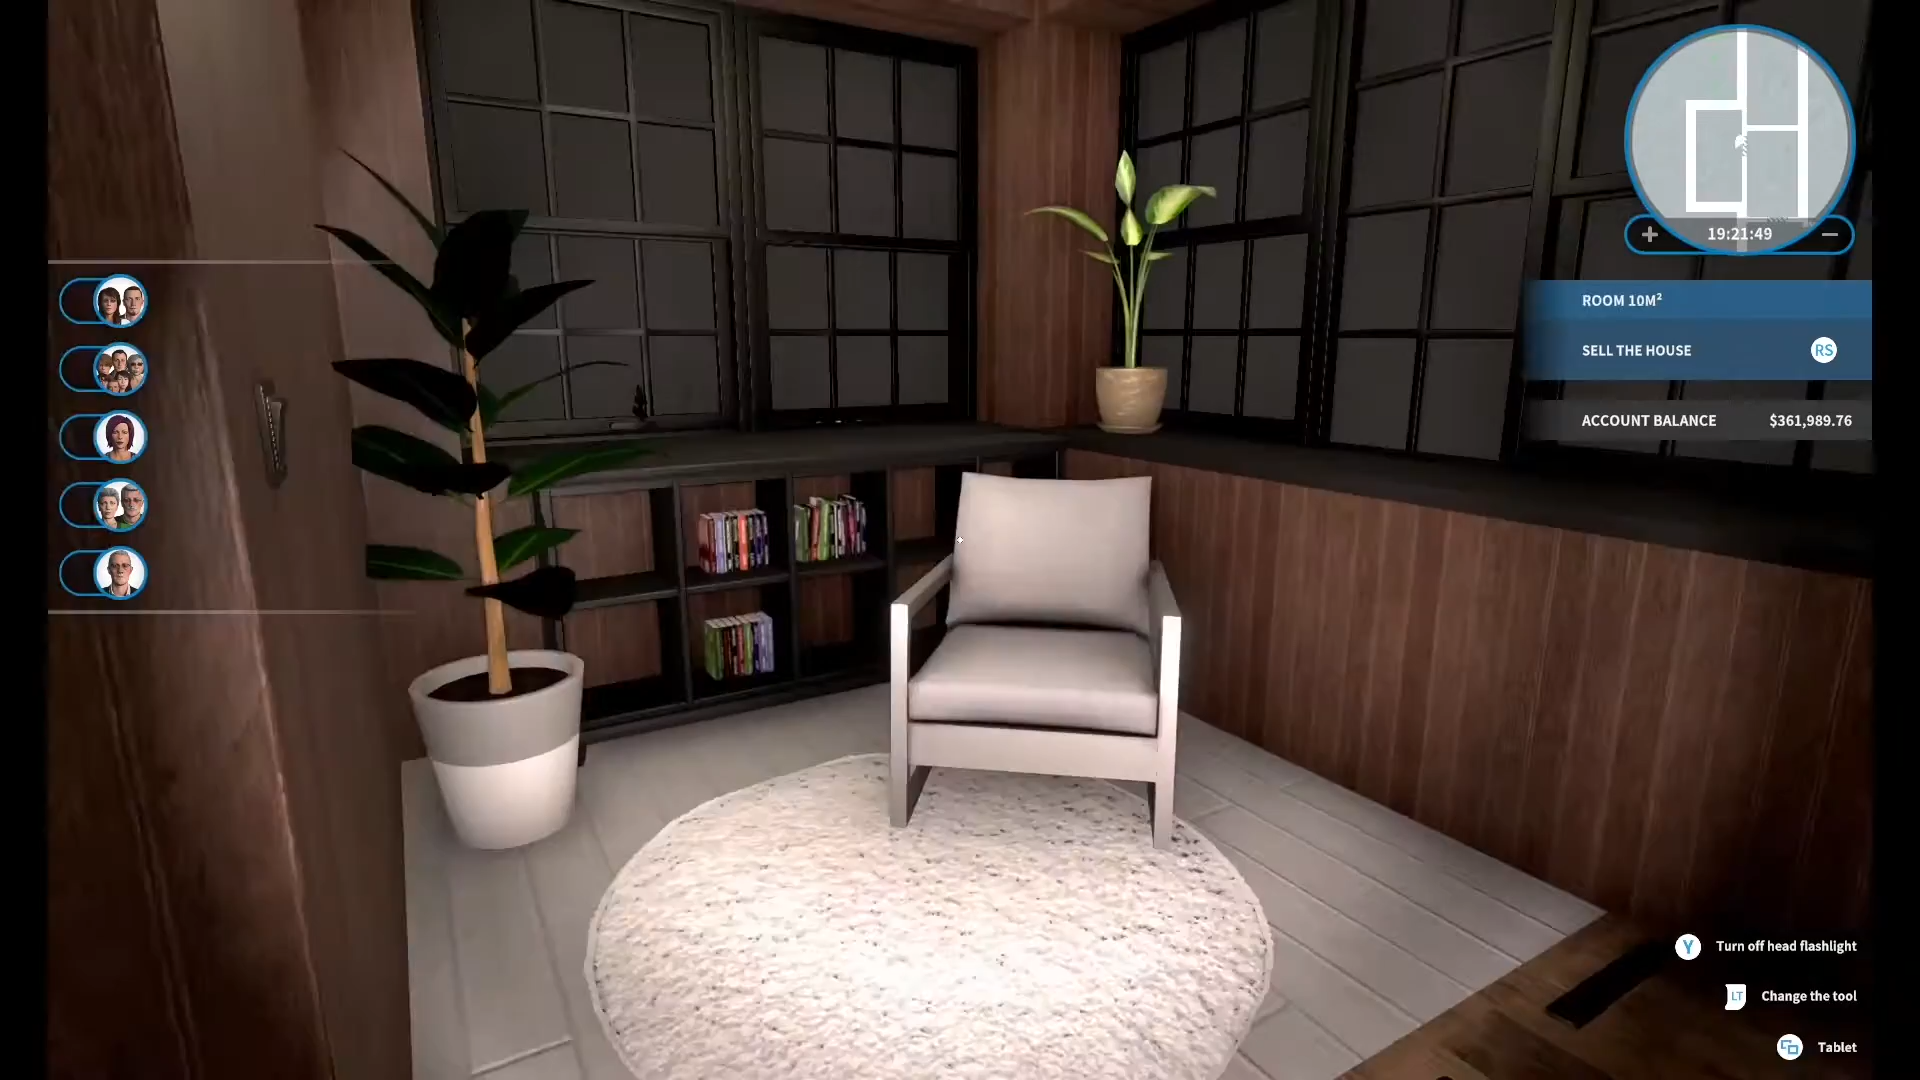 19:21:49
ROOM 10M²
SELL THE HOUSE RS
ACCOUNT BALANCE $361,989.76
Y Turn off head flashlight
LT Change the tool
Tablet